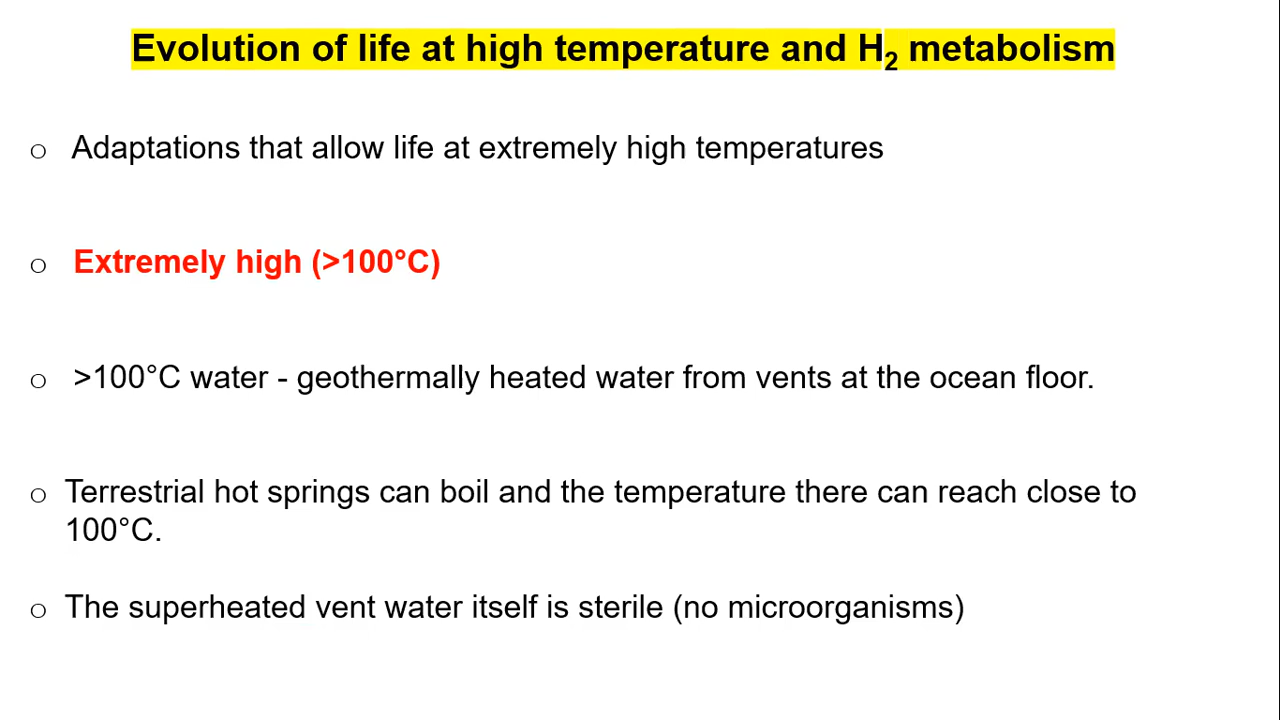 Evolution of life at high temperature and H₂ metabolism
○ Adaptations that allow life at extremely high temperatures
○ Extremely high (>100°C)
○ >100°C water - geothermally heated water from vents at the ocean floor.
○ Terrestrial hot springs can boil and the temperature there can reach close to
100°C.
○ The superheated vent water itself is sterile (no microorganisms)